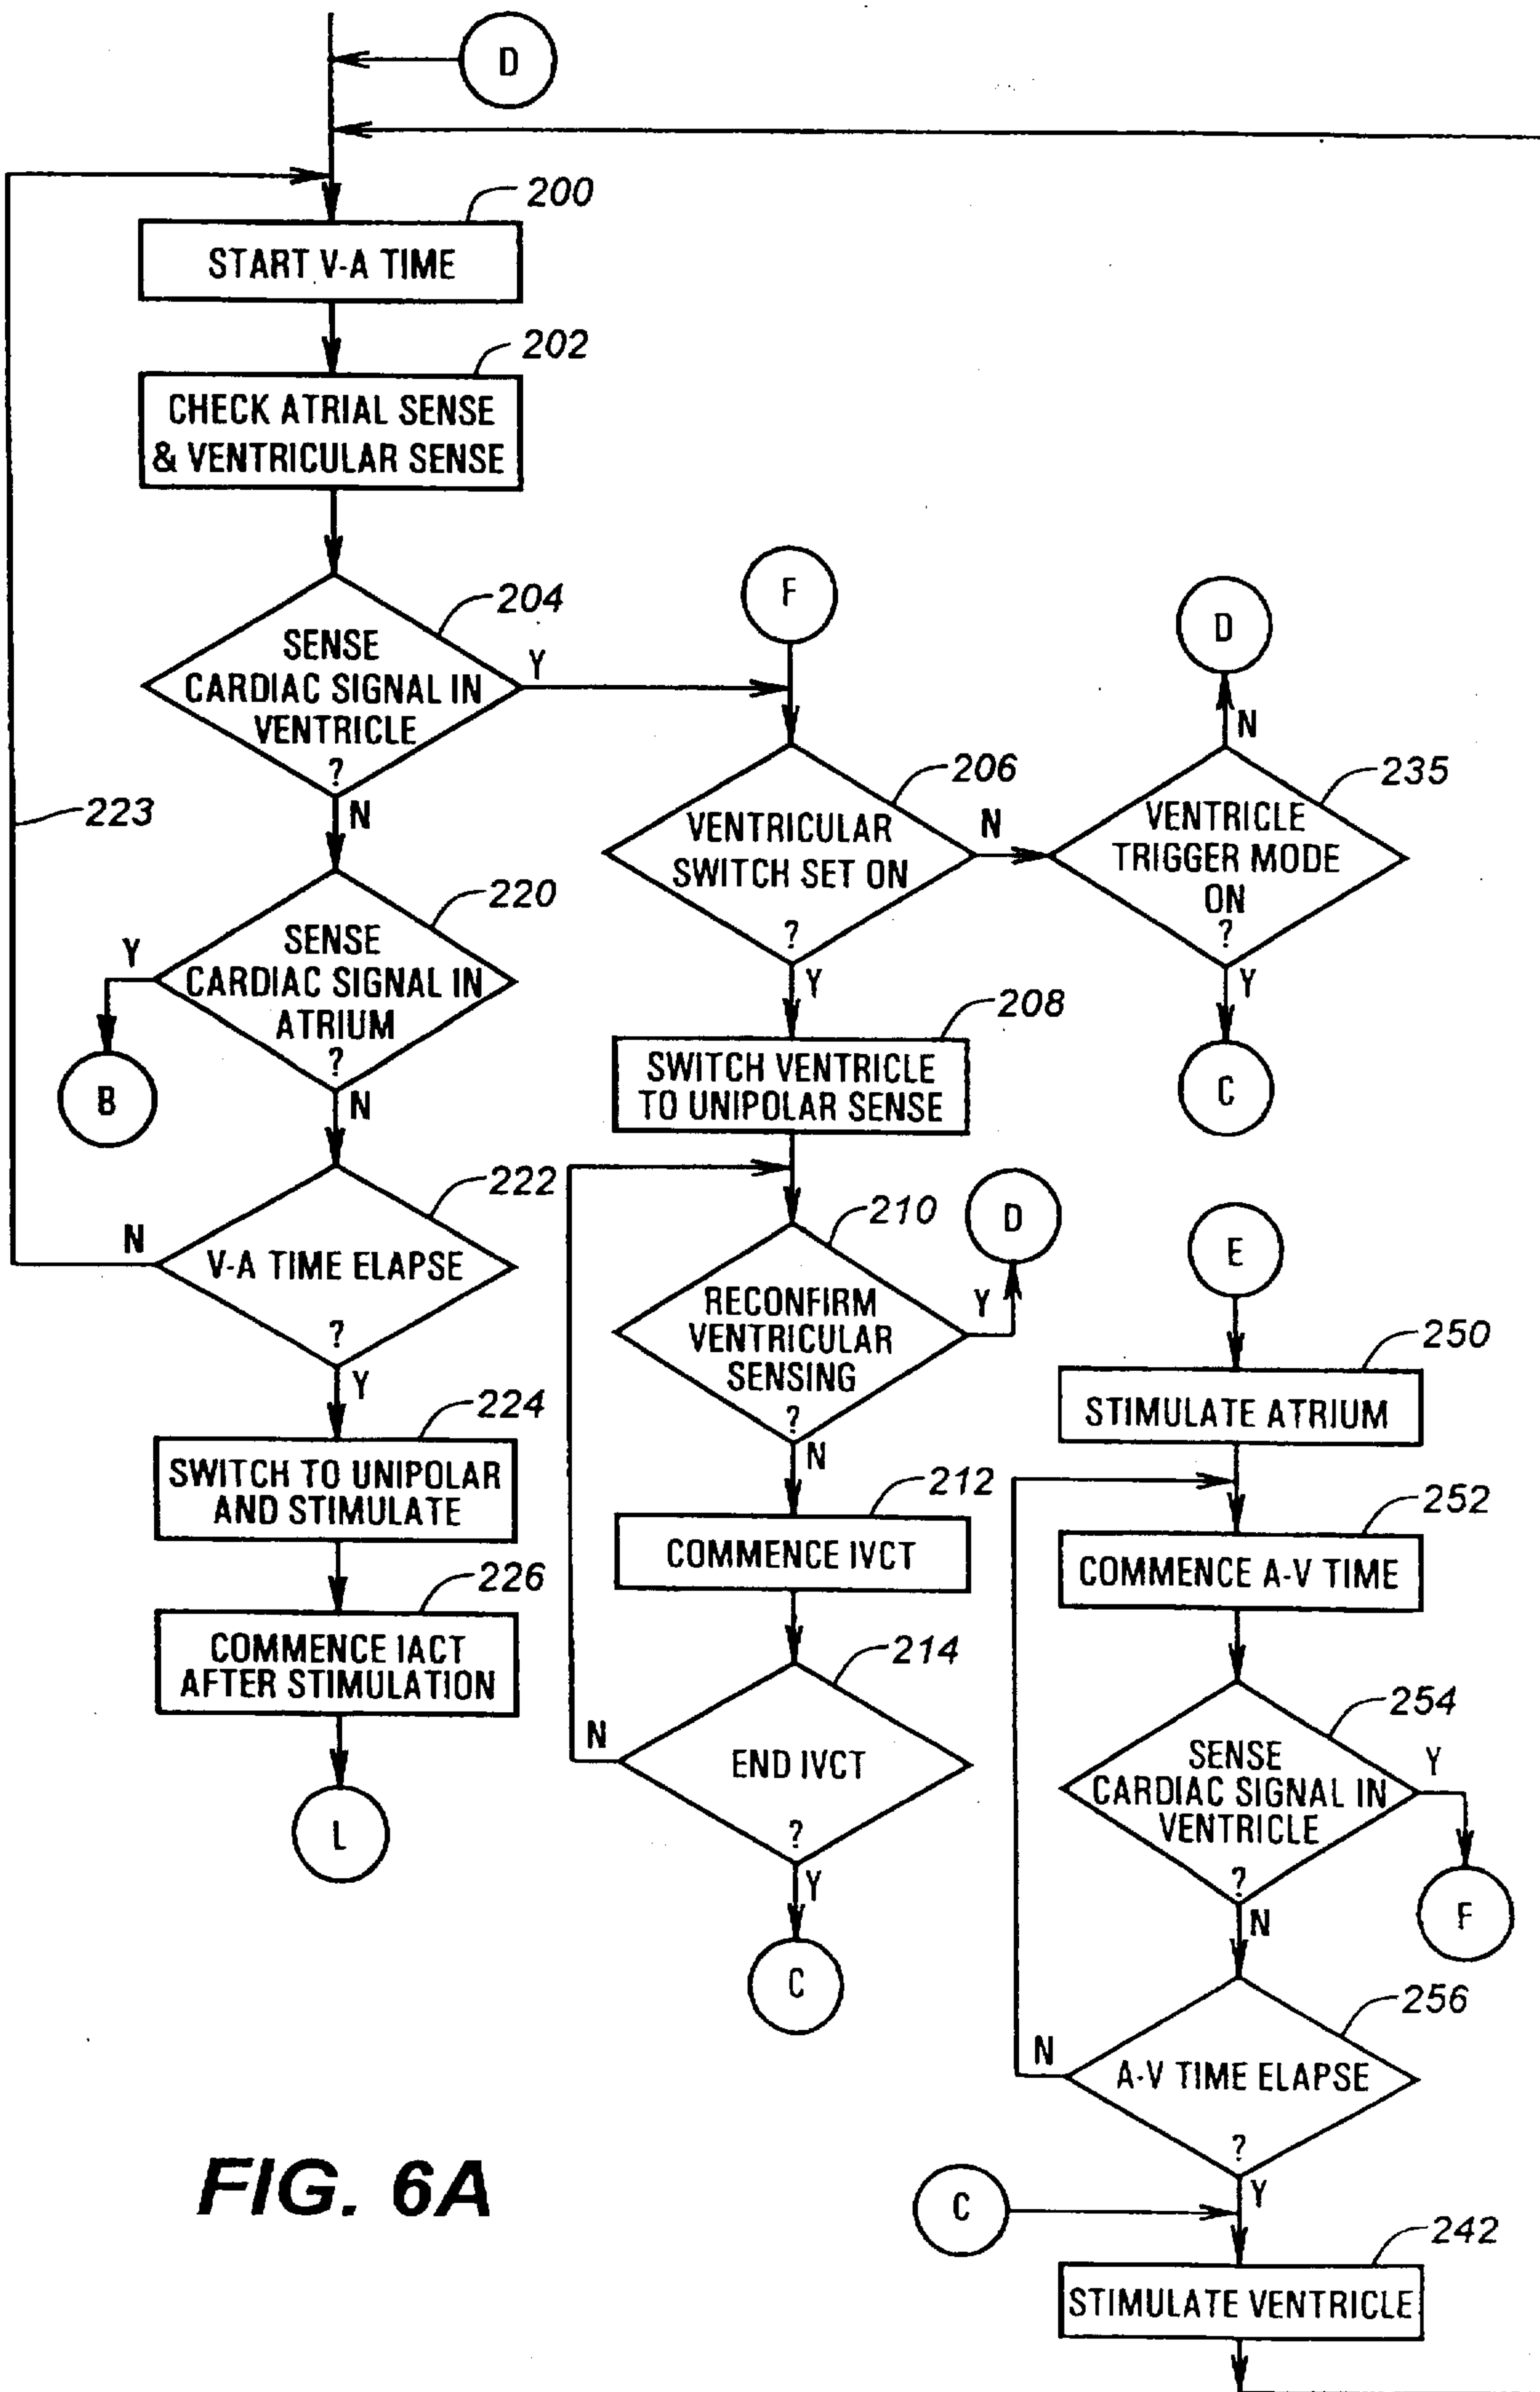 D
200
START V-A TIME
202
CHECK ATRIAL SENSE
& VENTRICULAR SENSE
204
SENSE
CARDIAC SIGNAL IN
VENTRICLE
?
Y
N
223
220
SENSE
CARDIAC SIGNAL IN
ATRIUM
?
Y
B
N
222
V-A TIME ELAPSE
?
N
Y
224
SWITCH TO UNIPOLAR
AND STIMULATE
226
COMMENCE IACT
AFTER STIMULATION
L
F
206
VENTRICULAR
SWITCH SET ON
?
N
Y
D
N
235
VENTRICLE
TRIGGER MODE
ON
?
Y
C
208
SWITCH VENTRICLE
TO UNIPOLAR SENSE
210
RECONFIRM
VENTRICULAR
SENSING
?
Y
D
N
212
COMMENCE IVCT
214
END IVCT
?
N
Y
C
E
250
STIMULATE ATRIUM
252
COMMENCE A-V TIME
254
SENSE
CARDIAC SIGNAL IN
VENTRICLE
?
Y
F
N
256
A-V TIME ELAPSE
?
N
Y
C
242
STIMULATE VENTRICLE
FIG. 6A